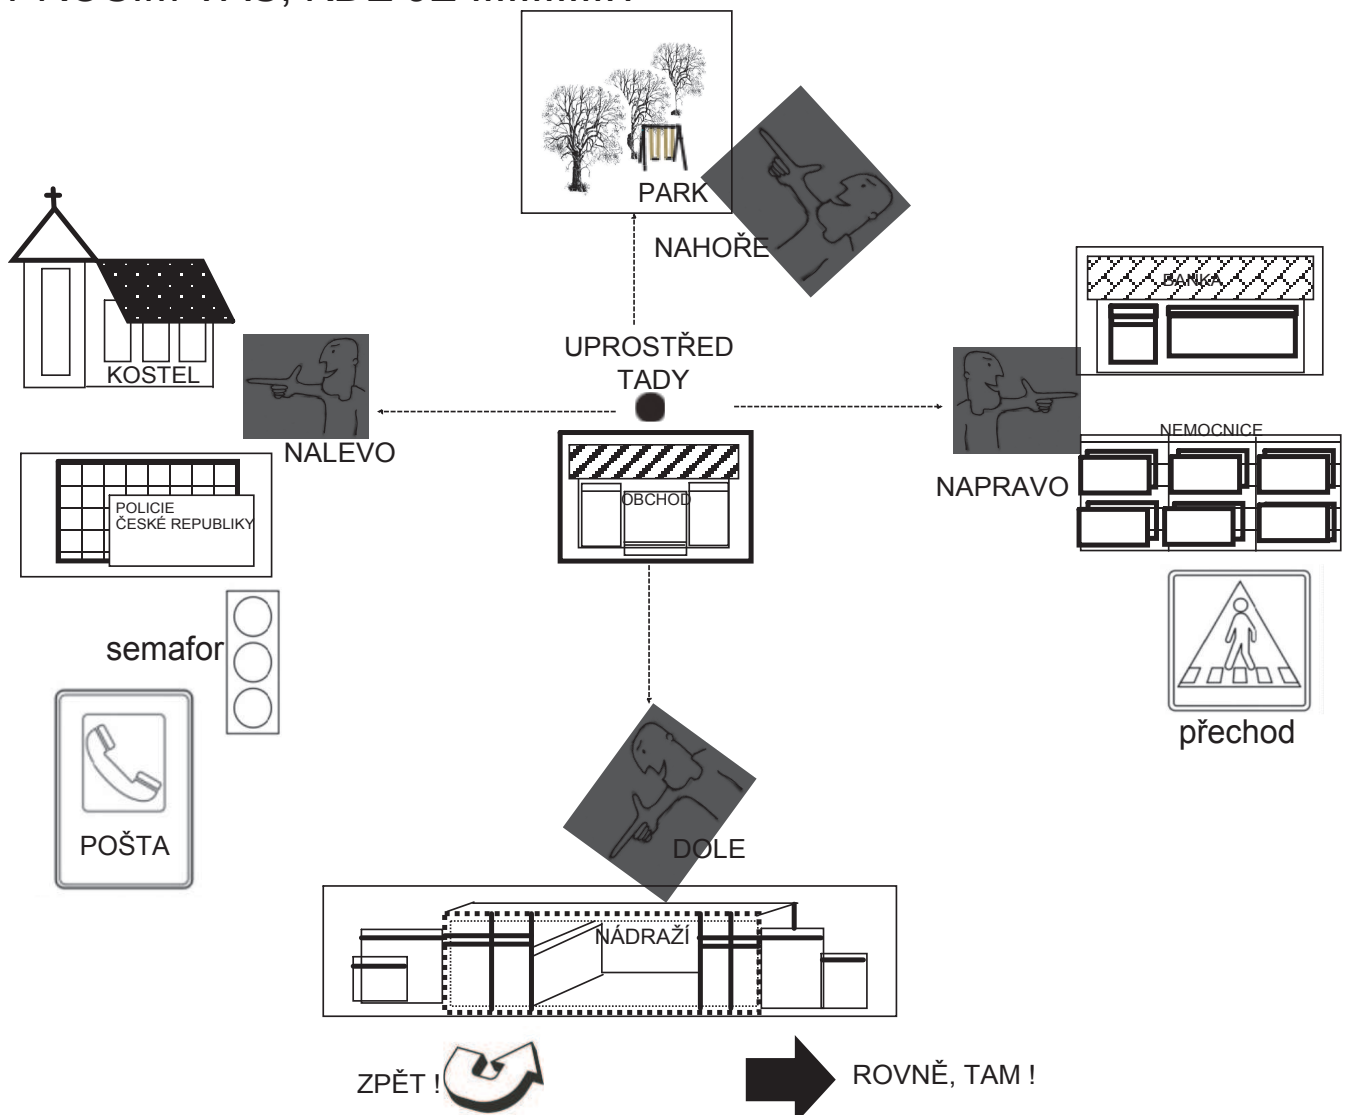 PARK
NAHOŘE
BANKA
UPROSTŘED
TADY
KOSTEL
NALEVO
NEMOCNICE
NAPRAVO
OBCHOD
POLICIE
ČESKÉ REPUBLIKY
semafor
přechod
POŠTA
DOLE
NÁDRAŽÍ
ZPĚT !
ROVNĚ, TAM !